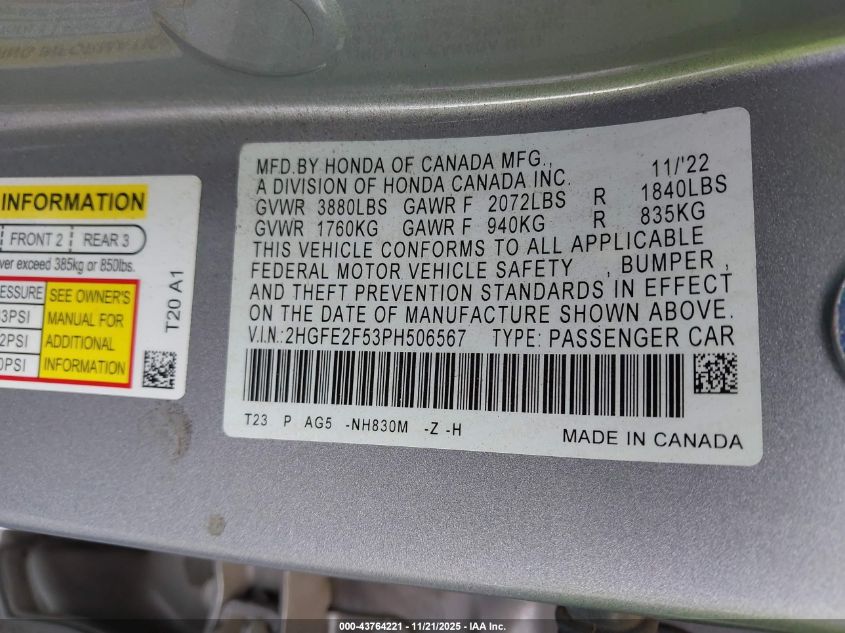 INFORMATION
FRONT 2 | REAR 3
ver exceed 385kg or 850lbs.
PRESSURE SEE OWNER'S
3PSI MANUAL FOR
2PSI ADDITIONAL
0PSI INFORMATION
T20 A1
MFD.BY HONDA OF CANADA MFG., 11/'22
A DIVISION OF HONDA CANADA INC.
GVWR 3880LBS GAWR F 2072LBS R 1840LBS
GVWR 1760KG GAWR F 940KG R 835KG
THIS VEHICLE CONFORMS TO ALL APPLICABLE
FEDERAL MOTOR VEHICLE SAFETY , BUMPER ,
AND THEFT PREVENTION STANDARDS IN EFFECT
ON THE DATE OF MANUFACTURE SHOWN ABOVE.
V.I.N.:2HGFE2F53PH506567 TYPE: PASSENGER CAR
T23 P AG5 -NH830M -Z -H
MADE IN CANADA
000-43764221 - 11/21/2025 - IAA Inc.